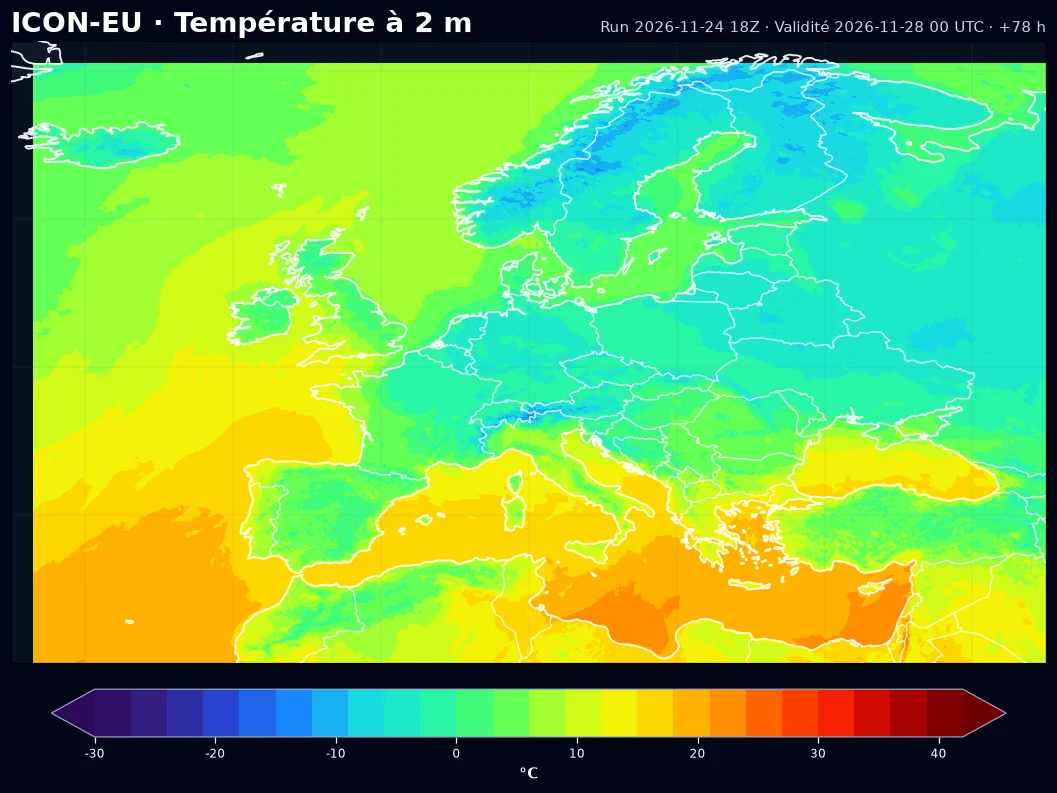 ICON-EU · Température à 2 m
Run 2026-11-24 18Z · Validité 2026-11-28 00 UTC · +78 h
-30 -20 -10 0 10 20 30 40
°C